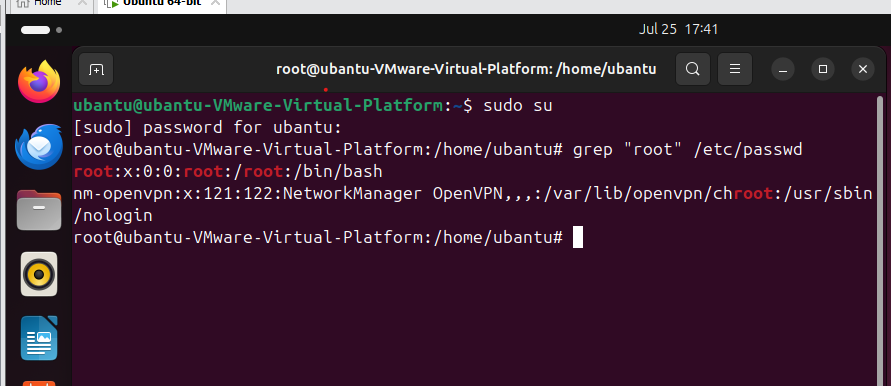 Home
Ubuntu 64-bit
Jul 25 17:41
root@ubantu-VMware-Virtual-Platform: /home/ubantu
ubantu@ubantu-VMware-Virtual-Platform:~$ sudo su
[sudo] password for ubantu:
root@ubantu-VMware-Virtual-Platform:/home/ubantu# grep "root" /etc/passwd
root:x:0:0:root:/root:/bin/bash
nm-openvpn:x:121:122:NetworkManager OpenVPN,,,:/var/lib/openvpn/chroot:/usr/sbin
/nologin
root@ubantu-VMware-Virtual-Platform:/home/ubantu#